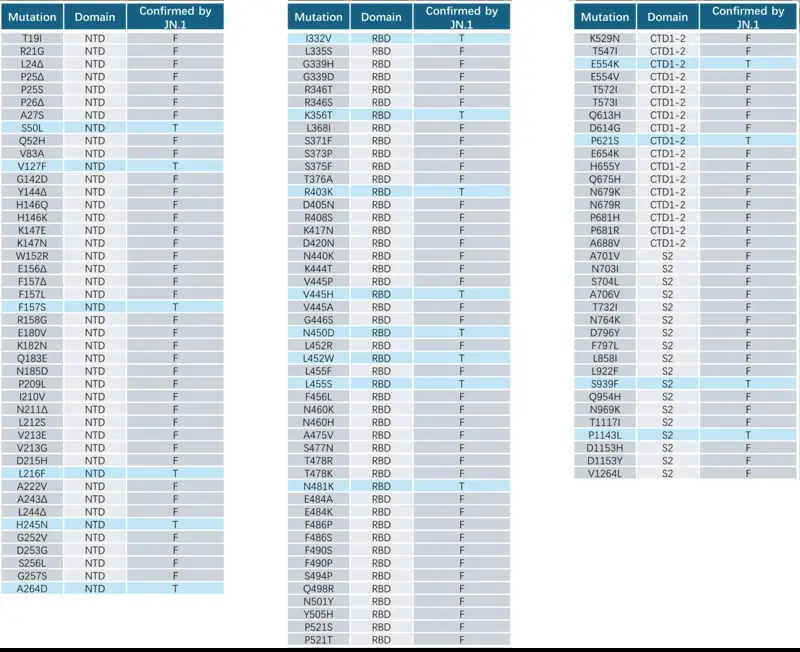 Mutation Domain Confirmed by JN.1
T19I NTD F
R21G NTD F
L24Δ NTD F
P25Δ NTD F
P25S NTD F
P26Δ NTD F
A27S NTD F
S50L NTD T
Q52H NTD F
V83A NTD F
V127F NTD T
G142D NTD F
Y144Δ NTD F
H146Q NTD F
H146K NTD F
K147E NTD F
K147N NTD F
W152R NTD F
E156Δ NTD F
F157Δ NTD F
F157L NTD F
F157S NTD T
R158G NTD F
E180V NTD F
K182N NTD F
Q183E NTD F
N185D NTD F
P209L NTD F
I210V NTD F
N211Δ NTD F
L212S NTD F
V213E NTD F
V213G NTD F
D215H NTD F
L216F NTD T
A222V NTD F
A243Δ NTD F
L244Δ NTD F
H245N NTD T
G252V NTD F
D253G NTD F
S256L NTD F
G257S NTD F
A264D NTD T
Mutation Domain Confirmed by JN.1
I332V RBD T
L335S RBD F
G339H RBD F
G339D RBD F
R346T RBD F
R346S RBD F
K356T RBD T
L368I RBD F
S371F RBD F
S373P RBD F
S375F RBD F
T376A RBD F
R403K RBD T
D405N RBD F
R408S RBD F
K417N RBD F
D420N RBD F
N440K RBD F
K444T RBD F
V445P RBD F
V445H RBD T
V445A RBD F
G446S RBD F
N450D RBD T
L452R RBD F
L452W RBD T
L455F RBD F
L455S RBD T
F456L RBD F
N460K RBD F
N460H RBD F
A475V RBD F
S477N RBD F
T478R RBD F
T478K RBD F
N481K RBD T
E484A RBD F
E484K RBD F
F486P RBD F
F486S RBD F
F490S RBD F
F490P RBD F
S494P RBD F
Q498R RBD F
N501Y RBD F
Y505H RBD F
P521S RBD F
P521T RBD F
Mutation Domain Confirmed by JN.1
K529N CTD1-2 F
T547I CTD1-2 F
E554K CTD1-2 T
E554V CTD1-2 F
T572I CTD1-2 F
T573I CTD1-2 F
Q613H CTD1-2 F
D614G CTD1-2 F
P621S CTD1-2 T
E654K CTD1-2 F
H655Y CTD1-2 F
Q675H CTD1-2 F
N679K CTD1-2 F
N679R CTD1-2 F
P681H CTD1-2 F
P681R CTD1-2 F
A688V CTD1-2 F
A701V S2 F
N703I S2 F
S704L S2 F
A706V S2 F
T732I S2 F
N764K S2 F
D796Y S2 F
F797L S2 F
L858I S2 F
L922F S2 F
S939F S2 T
Q954H S2 F
N969K S2 F
T1117I S2 F
P1143L S2 T
D1153H S2 F
D1153Y S2 F
V1264L S2 F